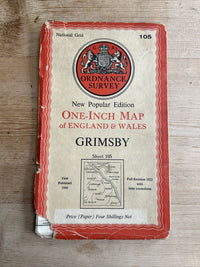 National Grid
105
ORDNANCE
SURVEY
New Popular Edition
ONE-INCH MAP
of ENGLAND & WALES
GRIMSBY
Sheet 105
Price (Paper) Four Shillings Net